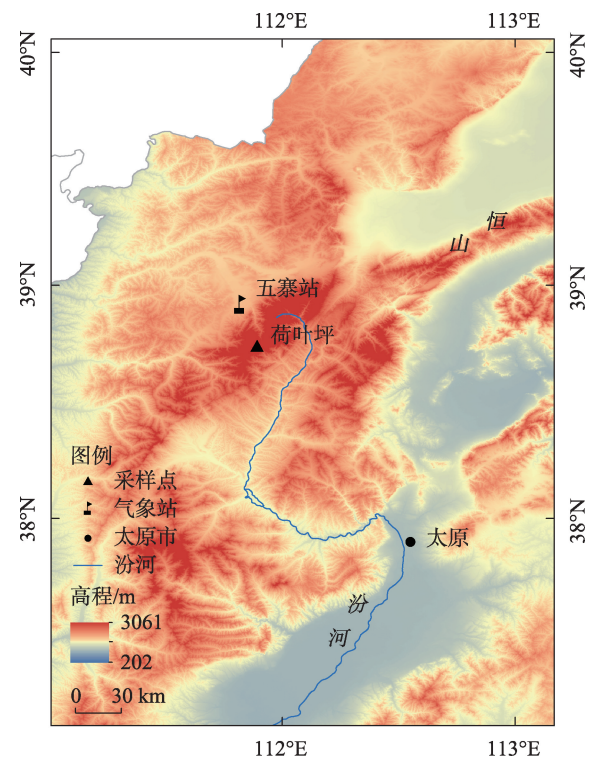 112°E 113°E
40°N 40°N
恒
山
39°N 39°N
五寨站
荷叶坪
图例
采样点
气象站
38°N 38°N
太原市
太原
汾河
高程/m
汾
3061
河
202
0 30 km
112°E 113°E